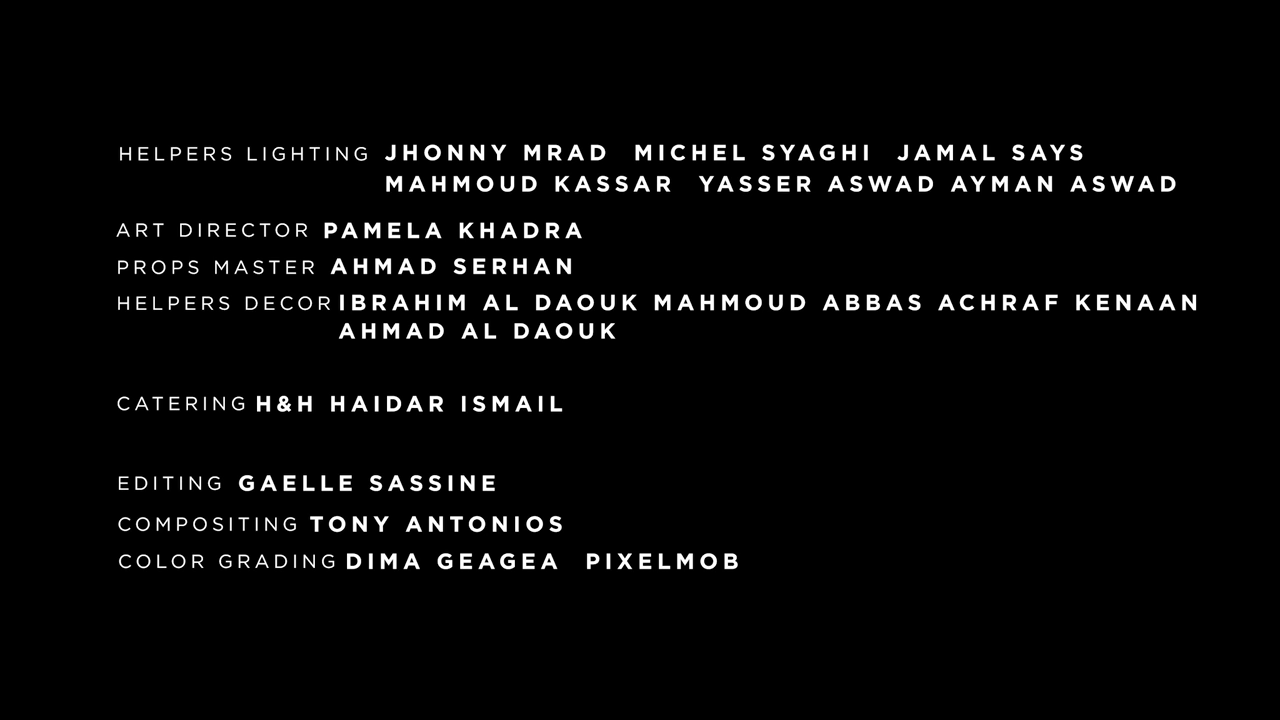 HELPERS LIGHTING JHONNY MRAD MICHEL SYAGHI JAMAL SAYS
MAHMOUD KASSAR YASSER ASWAD AYMAN ASWAD
ART DIRECTOR PAMELA KHADRA
PROPS MASTER AHMAD SERHAN
HELPERS DECOR IBRAHIM AL DAOUK MAHMOUD ABBAS ACHRAF KENAAN
AHMAD AL DAOUK
CATERING H&H HAIDAR ISMAIL
EDITING GAELLE SASSINE
COMPOSITING TONY ANTONIOS
COLOR GRADING DIMA GEAGEA PIXELMOB